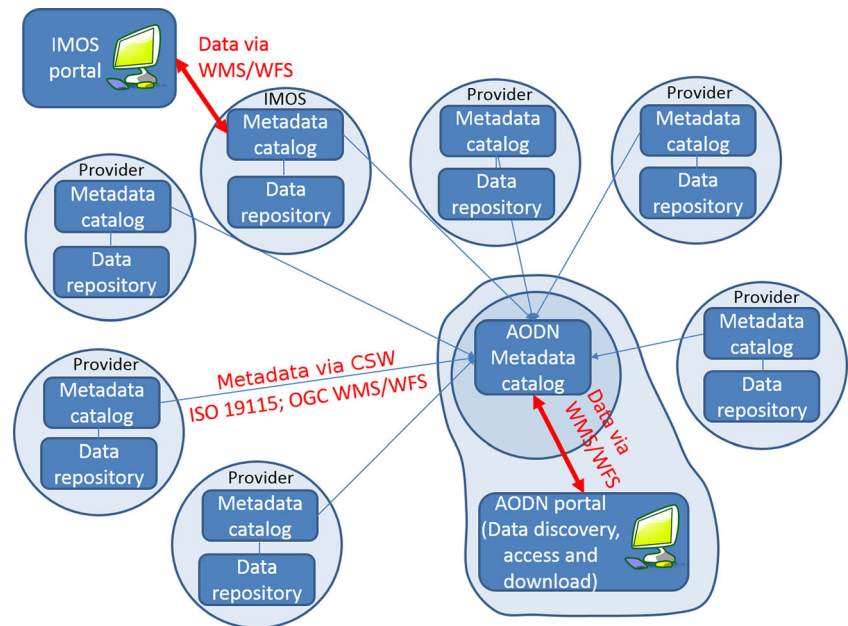 IMOS
portal
Data via
WMS/WFS
IMOS
Metadata
catalog
Data
repository
Provider
Metadata
catalog
Data
repository
Provider
Metadata
catalog
Data
repository
Provider
Metadata
catalog
Data
repository
Provider
Metadata
catalog
Data
repository
AODN
Metadata
catalog
Provider
Metadata
catalog
Data
repository
Metadata via CSW
ISO 19115; OGC WMS/WFS
Data via
WMS/WFS
Provider
Metadata
catalog
Data
repository
AODN portal
(Data discovery,
access and
download)